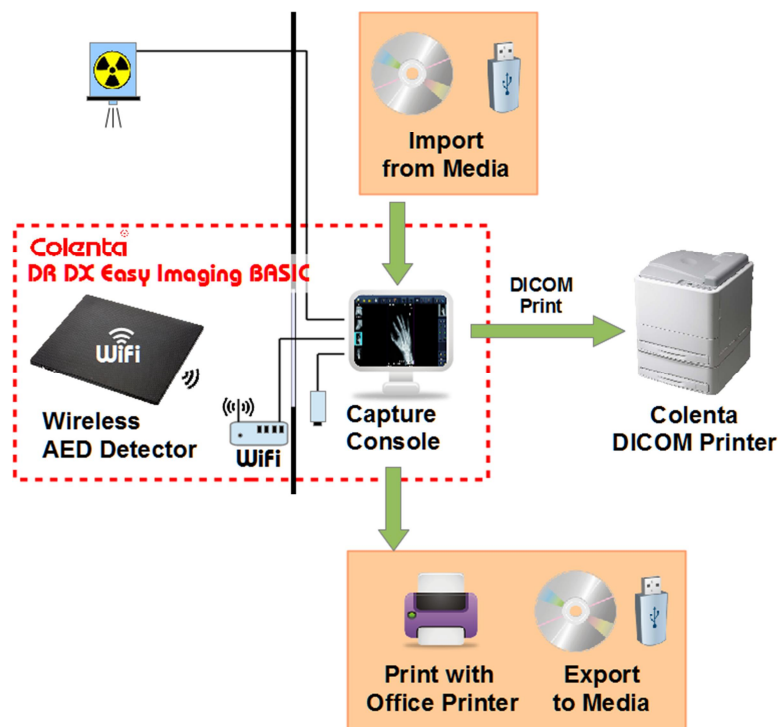 Import
from Media
Colenta
DR DX Easy Imaging BASIC
WiFi
Wireless
AED Detector
WiFi
Capture
Console
DICOM
Print
Colenta
DICOM Printer
Print with
Office Printer
Export
to Media